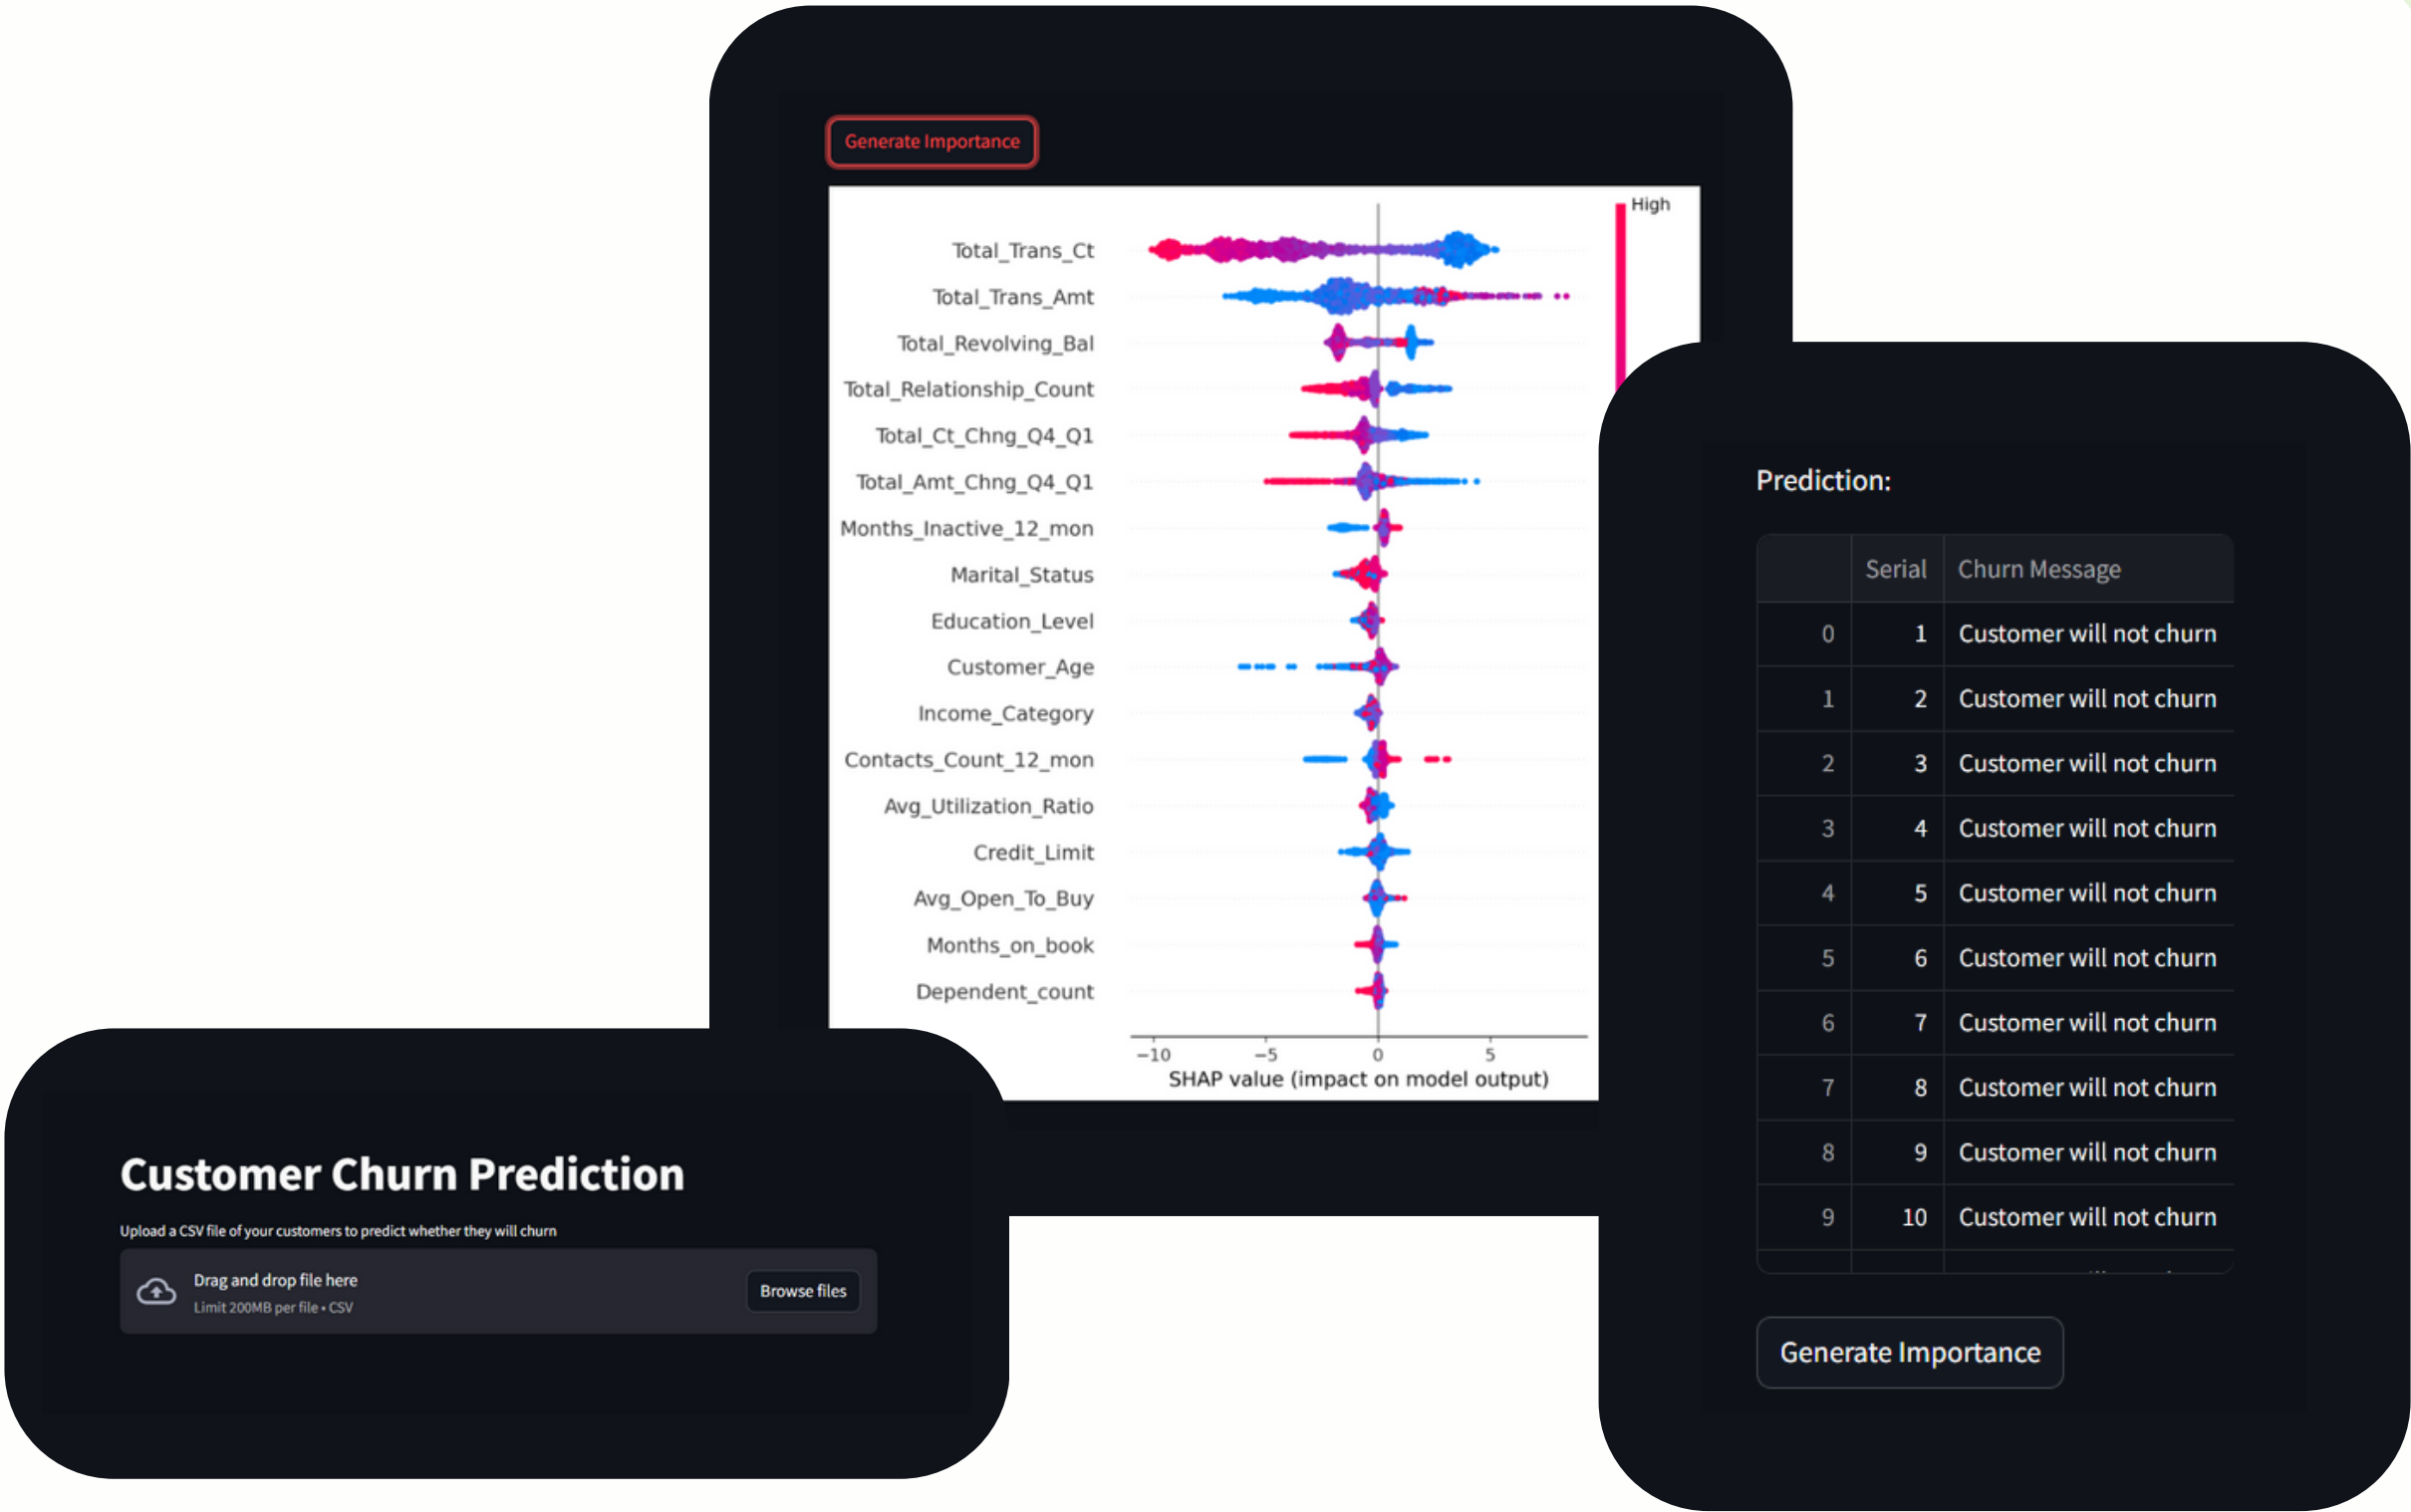 Generate Importance
High
Total_Trans_Ct
Total_Trans_Amt
Total_Revolving_Bal
Total_Relationship_Count
Total_Ct_Chng_Q4_Q1
Total_Amt_Chng_Q4_Q1
Months_Inactive_12_mon
Marital_Status
Education_Level
Customer_Age
Income_Category
Contacts_Count_12_mon
Avg_Utilization_Ratio
Credit_Limit
Avg_Open_To_Buy
Months_on_book
Dependent_count
−10 −5 0 5
SHAP value (impact on model output)
Customer Churn Prediction
Upload a CSV file of your customers to predict whether they will churn
Drag and drop file here
Limit 200MB per file • CSV
Browse files
Prediction:
Serial Churn Message
0 1 Customer will not churn
1 2 Customer will not churn
2 3 Customer will not churn
3 4 Customer will not churn
4 5 Customer will not churn
5 6 Customer will not churn
6 7 Customer will not churn
7 8 Customer will not churn
8 9 Customer will not churn
9 10 Customer will not churn
Generate Importance